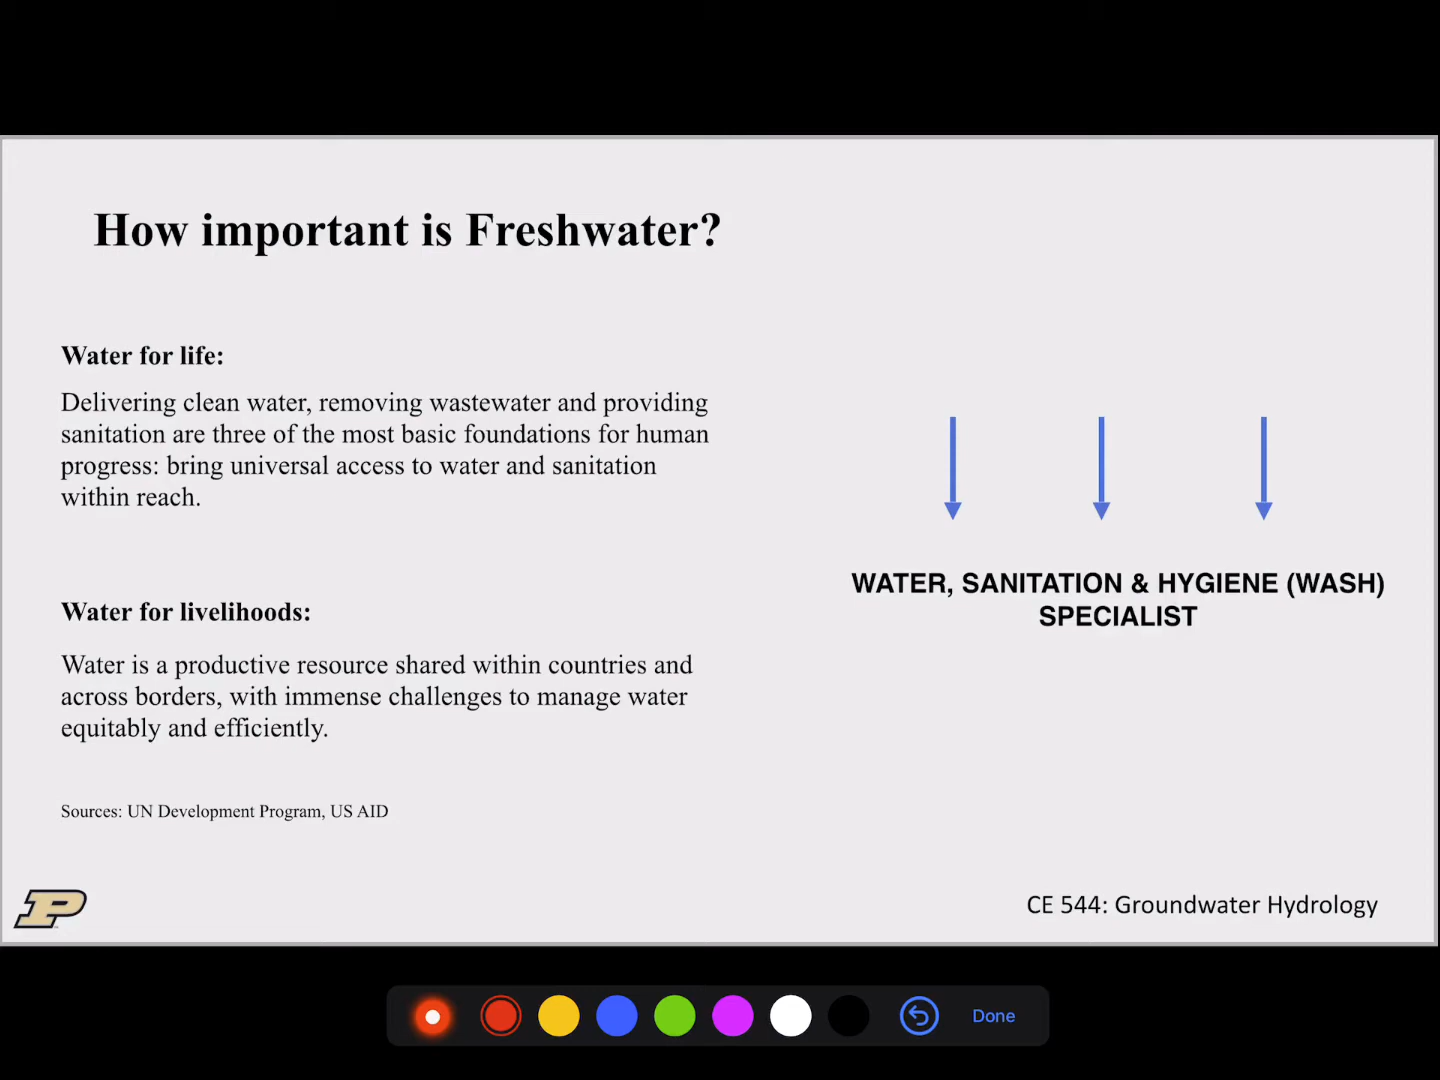 How important is Freshwater?
Water for life:
Delivering clean water, removing wastewater and providing
sanitation are three of the most basic foundations for human
progress: bring universal access to water and sanitation
within reach.
Water for livelihoods:
Water is a productive resource shared within countries and
across borders, with immense challenges to manage water
equitably and efficiently.
Sources: UN Development Program, US AID
WATER, SANITATION & HYGIENE (WASH)
SPECIALIST
P
CE 544: Groundwater Hydrology
Done